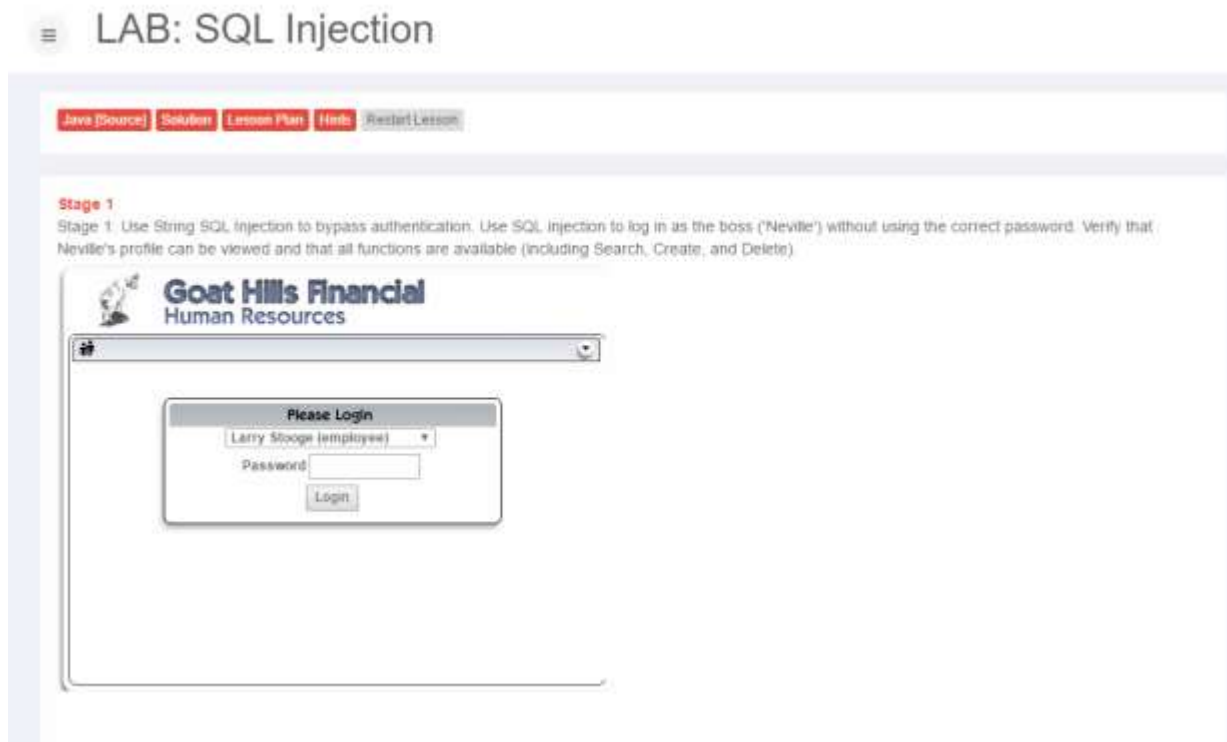 LAB: SQL Injection
Java [Source] Solution Lesson Plan Hints Restart Lesson
Stage 1
Stage 1: Use String SQL Injection to bypass authentication. Use SQL injection to log in as the boss ('Neville') without using the correct password. Verify that
Neville's profile can be viewed and that all functions are available (including Search, Create, and Delete).
Goat Hills Financial
Human Resources
Please Login
Larry Stooge (employee)
Password
Login